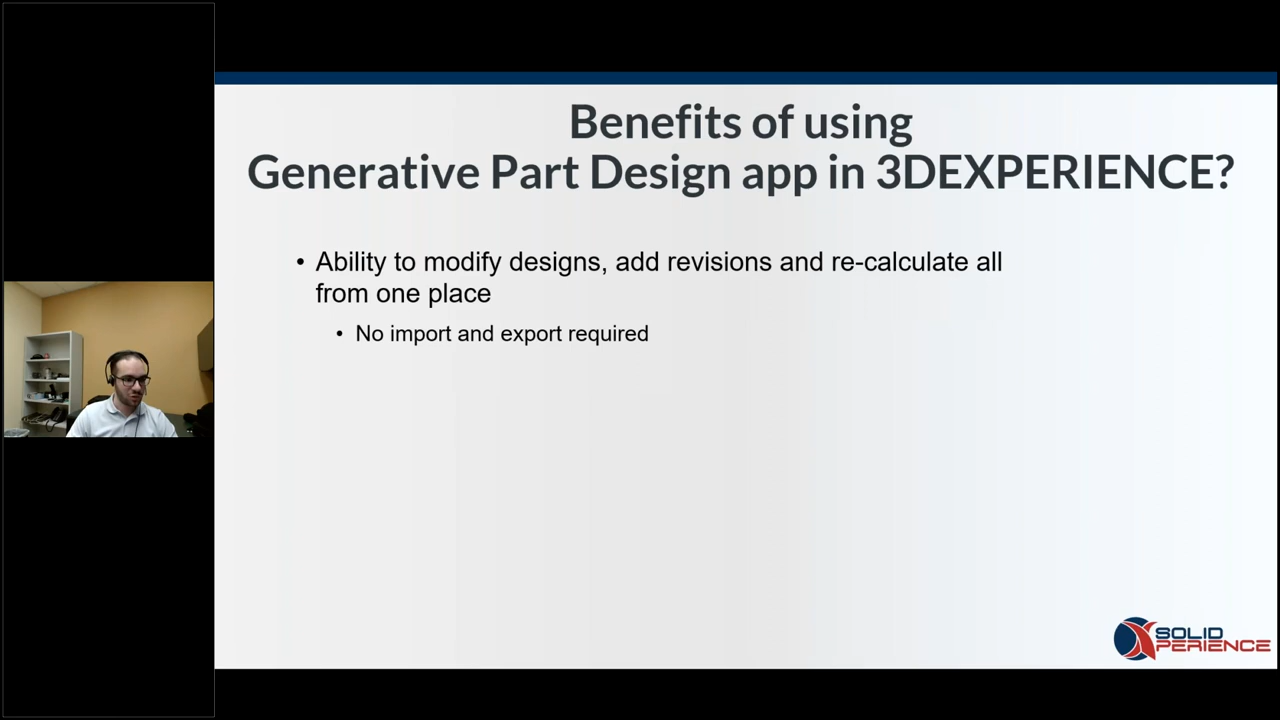 Benefits of using
Generative Part Design app in 3DEXPERIENCE?
• Ability to modify designs, add revisions and re-calculate all
from one place
• No import and export required
SOLID
XPERIENCE